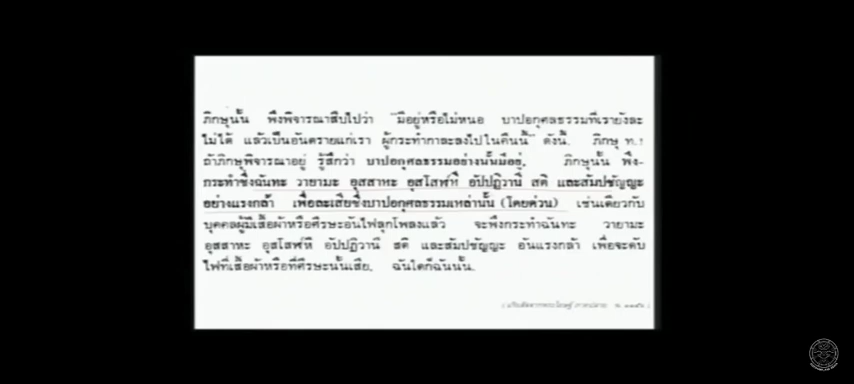 ภิกษุนั้น พึงพิจารณาสืบไปว่า "มีอยู่หรือไม่หนอ บาปอกุศลธรรมที่เรายังละ
ไม่ได้ แล้วเป็นอันตรายแก่เรา ผู้กระทำกาละลงไปในคืนนี้" ดังนี้. ภิกษุ ท.!
ถ้าภิกษุพิจารณาอยู่ รู้สึกว่า บาปอกุศลธรรมอย่างนั้นมีอยู่, ภิกษุนั้น พึง-
กระทำซึ่งฉันทะ วายามะ อุสสาหะ อุสโสฬ๎หี อัปปฏิวานี สติ และสัมปชัญญะ
อย่างแรงกล้า เพื่อละเสียซึ่งบาปอกุศลธรรมเหล่านั้น (โดยด่วน) เช่นเดียวกับ
บุคคลผู้มีเสื้อผ้าหรือศีรษะอันไฟลุกโพลงแล้ว จะพึงกระทำฉันทะ วายามะ
อุสสาหะ อุสโสฬ๎หี อัปปฏิวานี สติ และสัมปชัญญะ อันแรงกล้า เพื่อจะดับ
ไฟที่เสื้อผ้าหรือที่ศีรษะนั้นเสีย, ฉันใดก็ฉันนั้น.